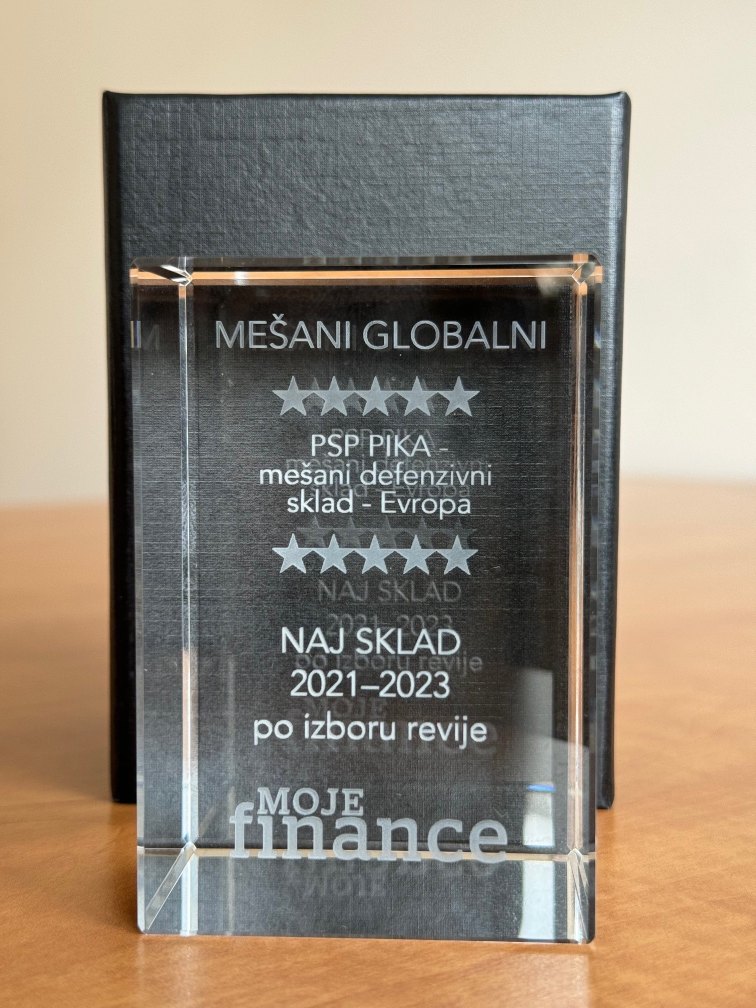 MEŠANI GLOBALNI
PSP PIKA -
mešani defenzivni
sklad - Evropa
NAJ SKLAD
2021–2023
po izboru revije
MOJE
finance